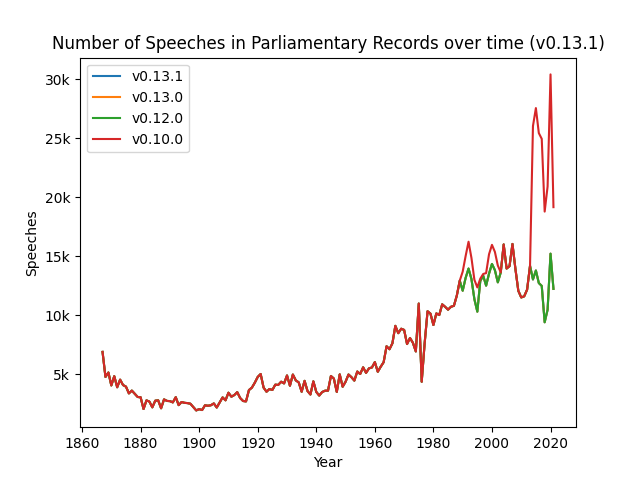 Number of Speeches in Parliamentary Records over time (v0.13.1)
v0.13.1
v0.13.0
v0.12.0
v0.10.0
30k
25k
20k
15k
10k
5k
Speeches
1860 1880 1900 1920 1940 1960 1980 2000 2020
Year